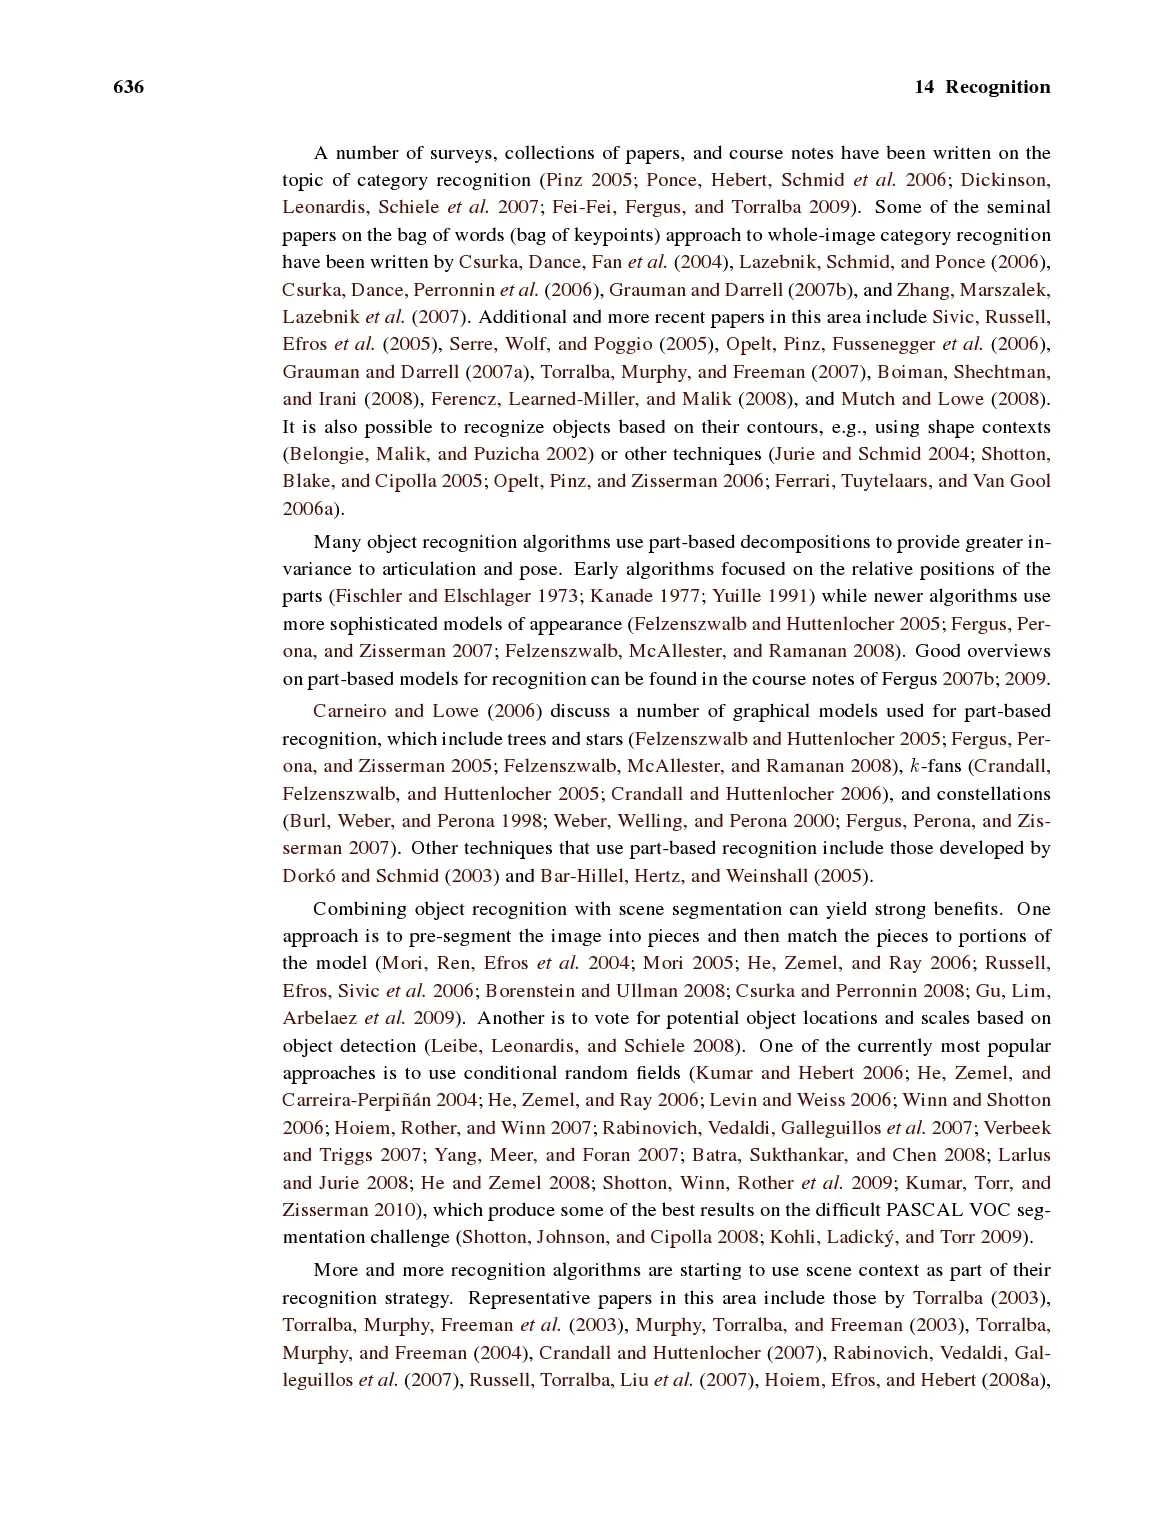 636 14 Recognition
A number of surveys, collections of papers, and course notes have been written on the
topic of category recognition (Pinz 2005; Ponce, Hebert, Schmid et al. 2006; Dickinson,
Leonardis, Schiele et al. 2007; Fei-Fei, Fergus, and Torralba 2009). Some of the seminal
papers on the bag of words (bag of keypoints) approach to whole-image category recognition
have been written by Csurka, Dance, Fan et al. (2004), Lazebnik, Schmid, and Ponce (2006),
Csurka, Dance, Perronnin et al. (2006), Grauman and Darrell (2007b), and Zhang, Marszalek,
Lazebnik et al. (2007). Additional and more recent papers in this area include Sivic, Russell,
Efros et al. (2005), Serre, Wolf, and Poggio (2005), Opelt, Pinz, Fussenegger et al. (2006),
Grauman and Darrell (2007a), Torralba, Murphy, and Freeman (2007), Boiman, Shechtman,
and Irani (2008), Ferencz, Learned-Miller, and Malik (2008), and Mutch and Lowe (2008).
It is also possible to recognize objects based on their contours, e.g., using shape contexts
(Belongie, Malik, and Puzicha 2002) or other techniques (Jurie and Schmid 2004; Shotton,
Blake, and Cipolla 2005; Opelt, Pinz, and Zisserman 2006; Ferrari, Tuytelaars, and Van Gool
2006a).
Many object recognition algorithms use part-based decompositions to provide greater in-
variance to articulation and pose. Early algorithms focused on the relative positions of the
parts (Fischler and Elschlager 1973; Kanade 1977; Yuille 1991) while newer algorithms use
more sophisticated models of appearance (Felzenszwalb and Huttenlocher 2005; Fergus, Per-
ona, and Zisserman 2007; Felzenszwalb, McAllester, and Ramanan 2008). Good overviews
on part-based models for recognition can be found in the course notes of Fergus 2007b; 2009.
Carneiro and Lowe (2006) discuss a number of graphical models used for part-based
recognition, which include trees and stars (Felzenszwalb and Huttenlocher 2005; Fergus, Per-
ona, and Zisserman 2005; Felzenszwalb, McAllester, and Ramanan 2008), k-fans (Crandall,
Felzenszwalb, and Huttenlocher 2005; Crandall and Huttenlocher 2006), and constellations
(Burl, Weber, and Perona 1998; Weber, Welling, and Perona 2000; Fergus, Perona, and Zis-
serman 2007). Other techniques that use part-based recognition include those developed by
Dorkó and Schmid (2003) and Bar-Hillel, Hertz, and Weinshall (2005).
Combining object recognition with scene segmentation can yield strong benefits. One
approach is to pre-segment the image into pieces and then match the pieces to portions of
the model (Mori, Ren, Efros et al. 2004; Mori 2005; He, Zemel, and Ray 2006; Russell,
Efros, Sivic et al. 2006; Borenstein and Ullman 2008; Csurka and Perronnin 2008; Gu, Lim,
Arbelaez et al. 2009). Another is to vote for potential object locations and scales based on
object detection (Leibe, Leonardis, and Schiele 2008). One of the currently most popular
approaches is to use conditional random fields (Kumar and Hebert 2006; He, Zemel, and
Carreira-Perpiñán 2004; He, Zemel, and Ray 2006; Levin and Weiss 2006; Winn and Shotton
2006; Hoiem, Rother, and Winn 2007; Rabinovich, Vedaldi, Galleguillos et al. 2007; Verbeek
and Triggs 2007; Yang, Meer, and Foran 2007; Batra, Sukthankar, and Chen 2008; Larlus
and Jurie 2008; He and Zemel 2008; Shotton, Winn, Rother et al. 2009; Kumar, Torr, and
Zisserman 2010), which produce some of the best results on the difficult PASCAL VOC seg-
mentation challenge (Shotton, Johnson, and Cipolla 2008; Kohli, Ladický, and Torr 2009).
More and more recognition algorithms are starting to use scene context as part of their
recognition strategy. Representative papers in this area include those by Torralba (2003),
Torralba, Murphy, Freeman et al. (2003), Murphy, Torralba, and Freeman (2003), Torralba,
Murphy, and Freeman (2004), Crandall and Huttenlocher (2007), Rabinovich, Vedaldi, Gal-
leguillos et al. (2007), Russell, Torralba, Liu et al. (2007), Hoiem, Efros, and Hebert (2008a),